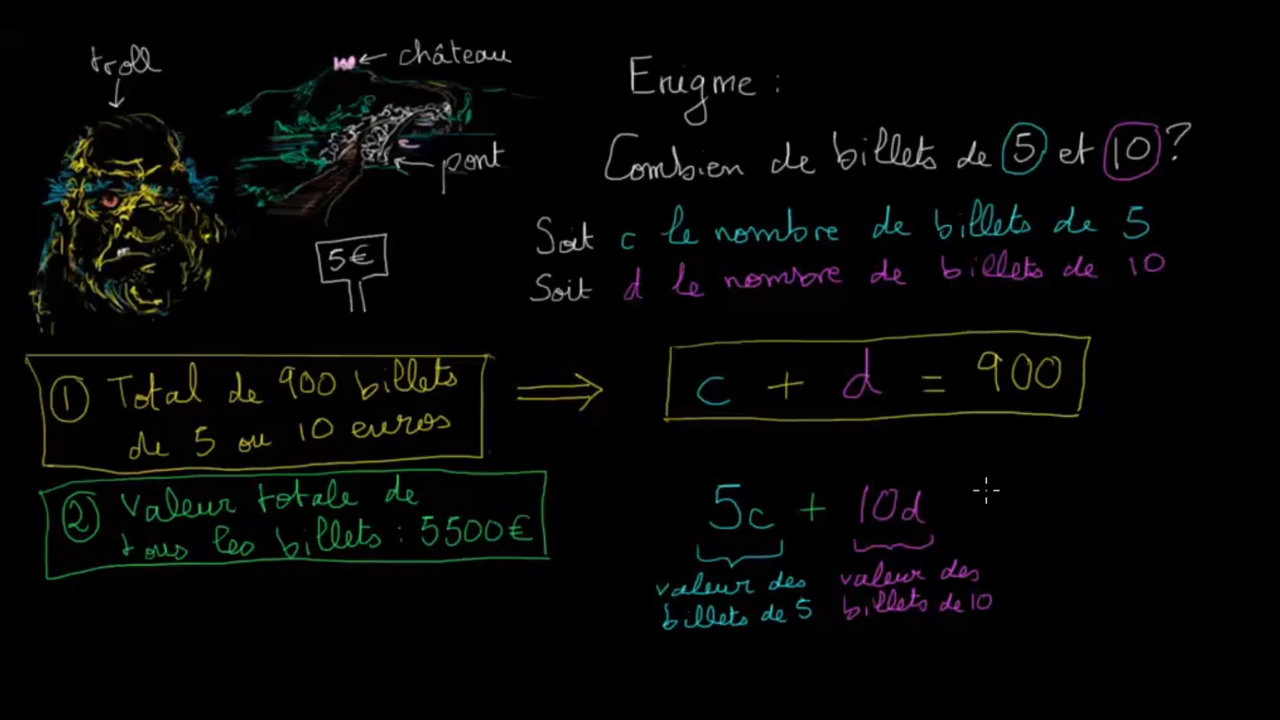 troll
château
pont
5€
Enigme :
Combien de billets de 5 et 10 ?
Soit c le nombre de billets de 5
Soit d le nombre de billets de 10
① Total de 900 billets
de 5 ou 10 euros
c + d = 900
② Valeur totale de
tous les billets : 5500€
5c + 10d
valeur des
billets de 5
valeur des
billets de 10